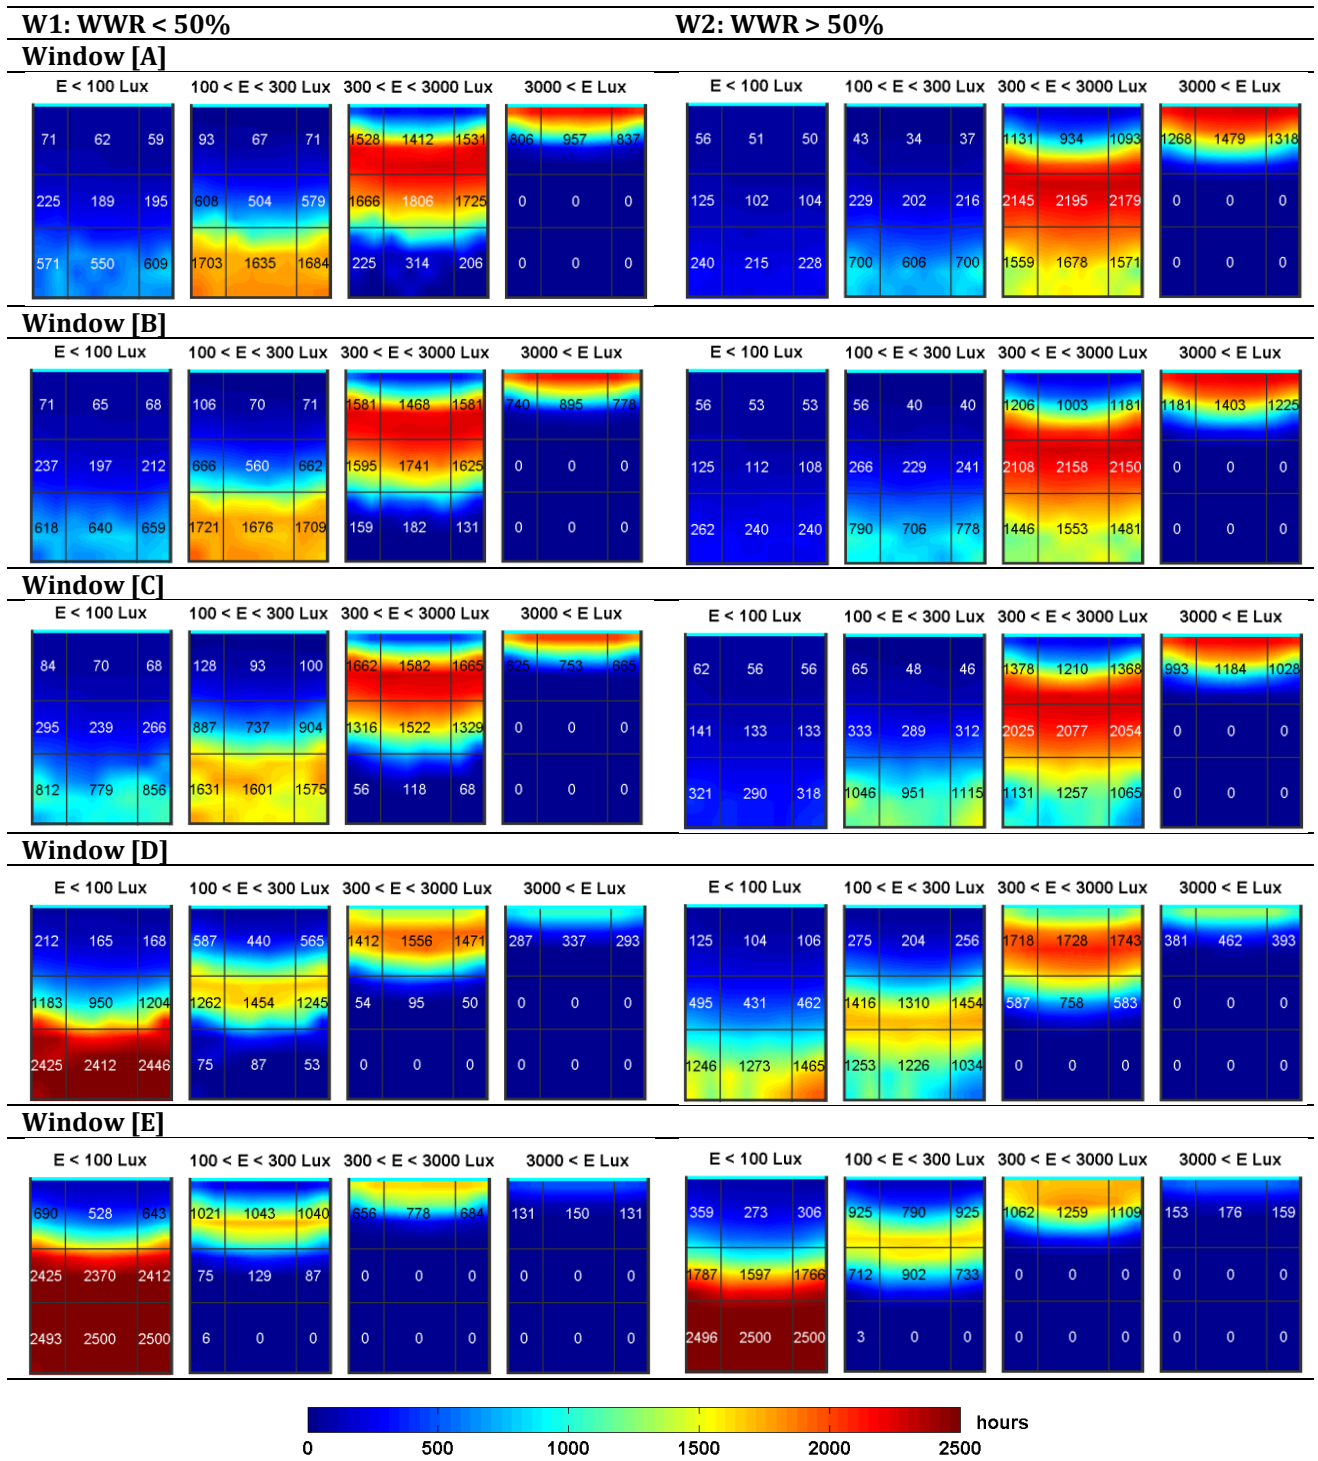 W1: WWR < 50% W2: WWR > 50%
Window [A]
E < 100 Lux 100 < E < 300 Lux 300 < E < 3000 Lux 3000 < E Lux E < 100 Lux 100 < E < 300 Lux 300 < E < 3000 Lux 3000 < E Lux
71 62 59 93 67 71 1528 1412 1531 806 957 837 56 51 50 43 34 37 1131 934 1093 1268 1479 1318
225 189 195 608 504 579 1666 1806 1725 0 0 0 125 102 104 229 202 216 2145 2195 2179 0 0 0
571 550 609 1703 1635 1684 225 314 206 0 0 0 240 215 228 700 606 700 1559 1678 1571 0 0 0
Window [B]
E < 100 Lux 100 < E < 300 Lux 300 < E < 3000 Lux 3000 < E Lux E < 100 Lux 100 < E < 300 Lux 300 < E < 3000 Lux 3000 < E Lux
71 65 68 106 70 71 1581 1468 1581 740 895 778 56 53 53 56 40 40 1206 1003 1181 1181 1403 1225
237 197 212 666 560 662 1595 1741 1625 0 0 0 125 112 108 266 229 241 2108 2158 2150 0 0 0
618 640 659 1721 1676 1709 159 182 131 0 0 0 262 240 240 790 706 778 1446 1553 1481 0 0 0
Window [C]
E < 100 Lux 100 < E < 300 Lux 300 < E < 3000 Lux 3000 < E Lux E < 100 Lux 100 < E < 300 Lux 300 < E < 3000 Lux 3000 < E Lux
84 70 68 128 93 100 1662 1582 1665 625 753 665 62 56 56 65 48 46 1378 1210 1368 993 1184 1028
295 239 266 887 737 904 1316 1522 1329 0 0 0 141 133 133 333 289 312 2025 2077 2054 0 0 0
812 779 856 1631 1601 1575 56 118 68 0 0 0 321 290 318 1046 951 1115 1131 1257 1065 0 0 0
Window [D]
E < 100 Lux 100 < E < 300 Lux 300 < E < 3000 Lux 3000 < E Lux E < 100 Lux 100 < E < 300 Lux 300 < E < 3000 Lux 3000 < E Lux
212 165 168 587 440 565 1412 1556 1471 287 337 293 125 104 106 275 204 256 1718 1728 1743 381 462 393
1183 950 1204 1262 1454 1245 54 95 50 0 0 0 495 431 462 1416 1310 1454 587 758 583 0 0 0
2425 2412 2446 75 87 53 0 0 0 0 0 0 1246 1273 1465 1253 1226 1034 0 0 0 0 0 0
Window [E]
E < 100 Lux 100 < E < 300 Lux 300 < E < 3000 Lux 3000 < E Lux E < 100 Lux 100 < E < 300 Lux 300 < E < 3000 Lux 3000 < E Lux
690 528 643 1021 1043 1040 656 778 684 131 150 131 359 273 306 925 790 925 1062 1259 1109 153 176 159
2425 2370 2412 75 129 87 0 0 0 0 0 0 1787 1597 1766 712 902 733 0 0 0 0 0 0
2493 2500 2500 6 0 0 0 0 0 0 0 0 2496 2500 2500 3 0 0 0 0 0 0 0 0
hours
0 500 1000 1500 2000 2500